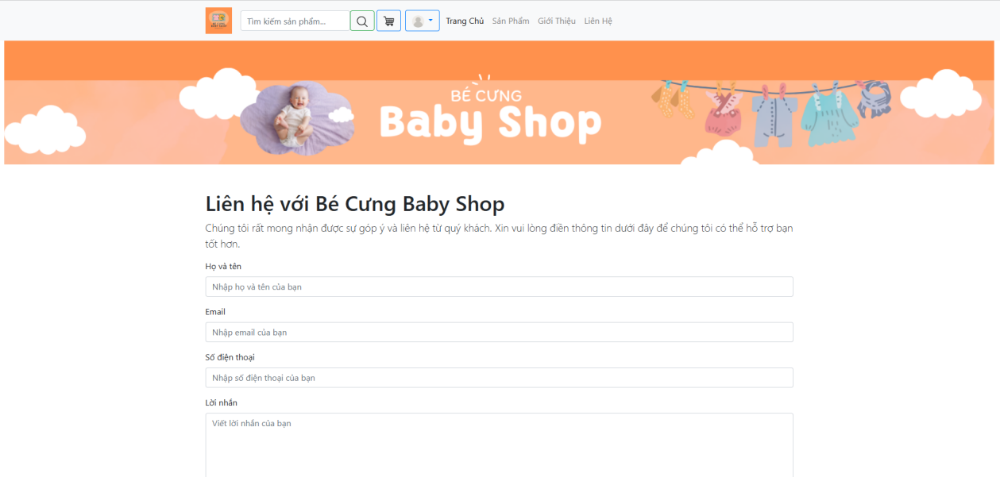 Tìm kiếm sản phẩm...
Trang Chủ
Sản Phẩm
Giới Thiệu
Liên Hệ
BÉ CƯNG
Baby Shop
Liên hệ với Bé Cưng Baby Shop
Chúng tôi rất mong nhận được sự góp ý và liên hệ từ quý khách. Xin vui lòng điền thông tin dưới đây để chúng tôi có thể hỗ trợ bạn
tốt hơn.
Họ và tên
Nhập họ và tên của bạn
Email
Nhập email của bạn
Số điện thoại
Nhập số điện thoại của bạn
Lời nhắn
Viết lời nhắn của bạn